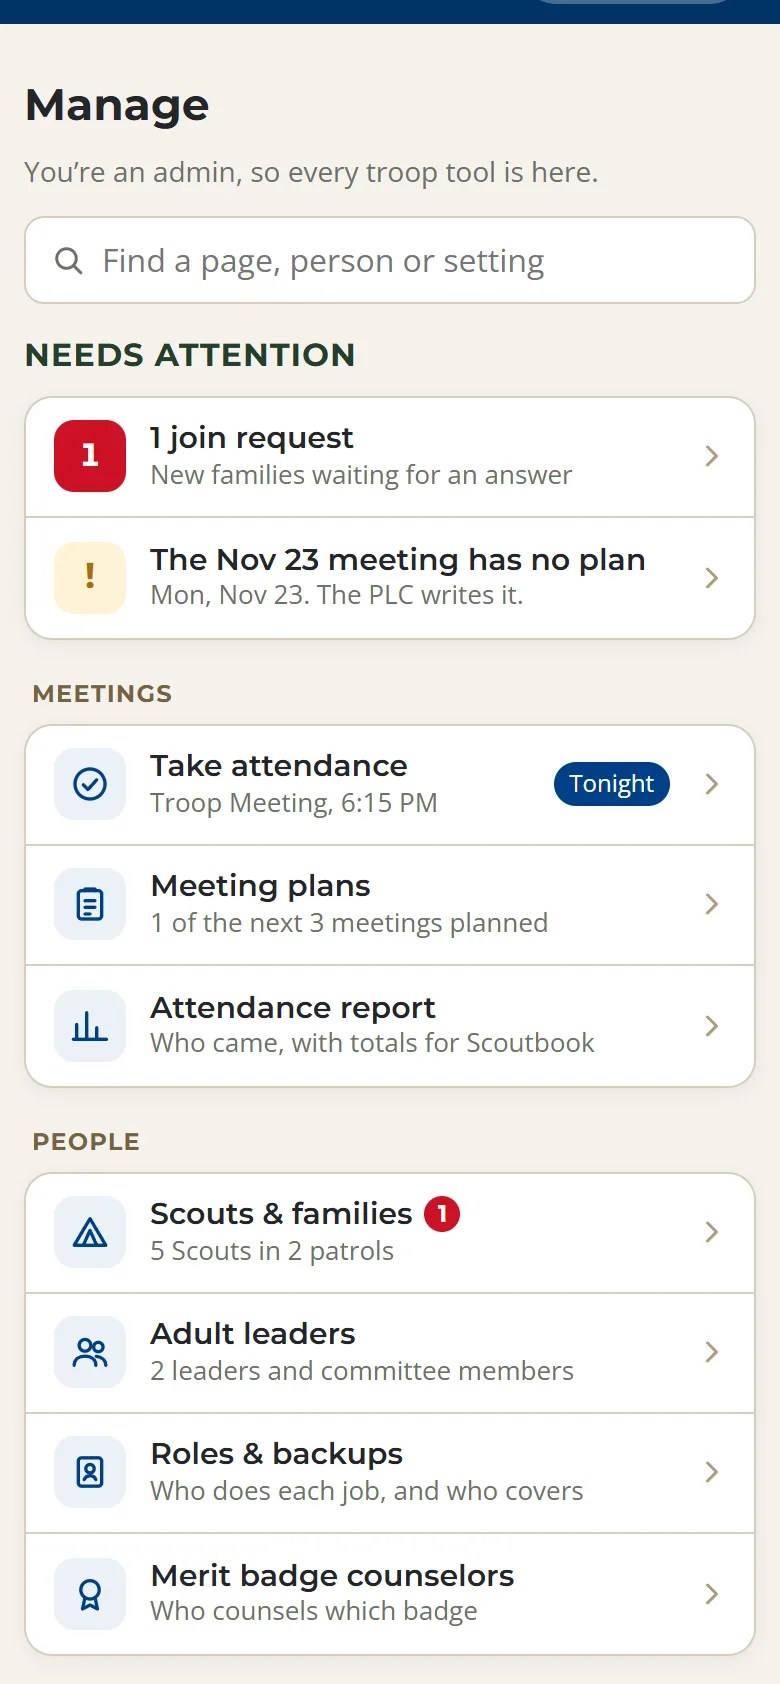 Manage
You’re an admin, so every troop tool is here.
Find a page, person or setting
NEEDS ATTENTION
1
1 join request
New families waiting for an answer
!
The Nov 23 meeting has no plan
Mon, Nov 23. The PLC writes it.
MEETINGS
Take attendance
Troop Meeting, 6:15 PM
Tonight
Meeting plans
1 of the next 3 meetings planned
Attendance report
Who came, with totals for Scoutbook
PEOPLE
Scouts & families 1
5 Scouts in 2 patrols
Adult leaders
2 leaders and committee members
Roles & backups
Who does each job, and who covers
Merit badge counselors
Who counsels which badge